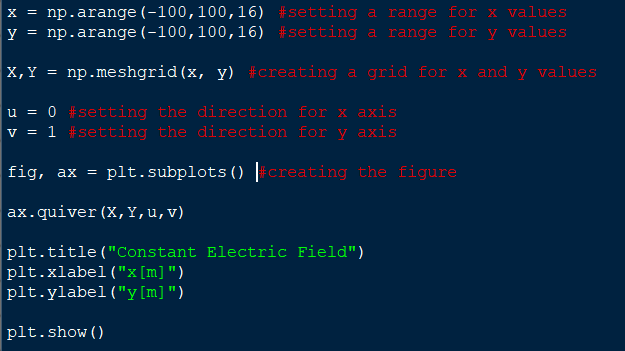 x = np.arange(-100,100,16) #setting a range for x values
y = np.arange(-100,100,16) #setting a range for y values
X,Y = np.meshgrid(x, y) #creating a grid for x and y values
u = 0 #setting the direction for x axis
v = 1 #setting the direction for y axis
fig, ax = plt.subplots() #creating the figure
ax.quiver(X,Y,u,v)
plt.title("Constant Electric Field")
plt.xlabel("x[m]")
plt.ylabel("y[m]")
plt.show()